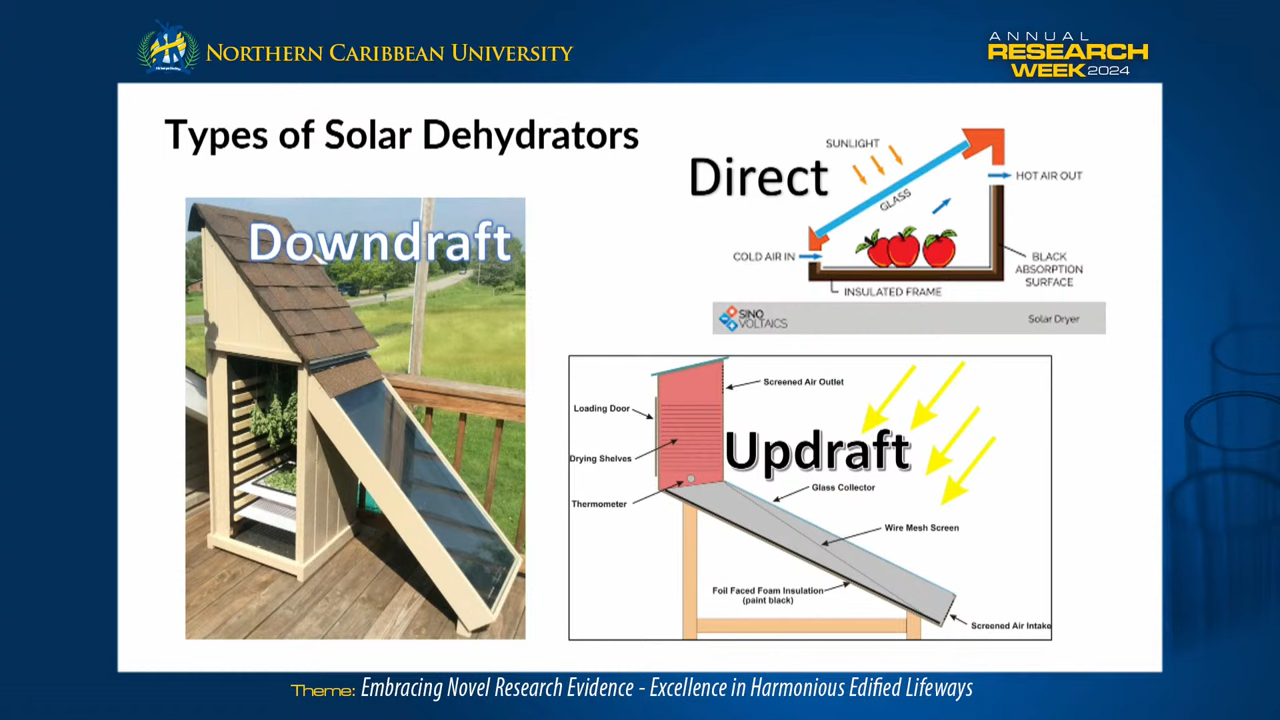 NORTHERN CARIBBEAN UNIVERSITY
ANNUAL
RESEARCH
WEEK 2024
Types of Solar Dehydrators
Downdraft
Direct
SUNLIGHT
GLASS
HOT AIR OUT
COLD AIR IN
BLACK
ABSORPTION
SURFACE
INSULATED FRAME
SINO
VOLTAICS
Solar Dryer
Updraft
Screened Air Outlet
Loading Door
Drying Shelves
Thermometer
Glass Collector
Wire Mesh Screen
Foil Faced Foam Insulation
(paint black)
Screened Air Intake
Theme: Embracing Novel Research Evidence - Excellence in Harmonious Edified Lifeways